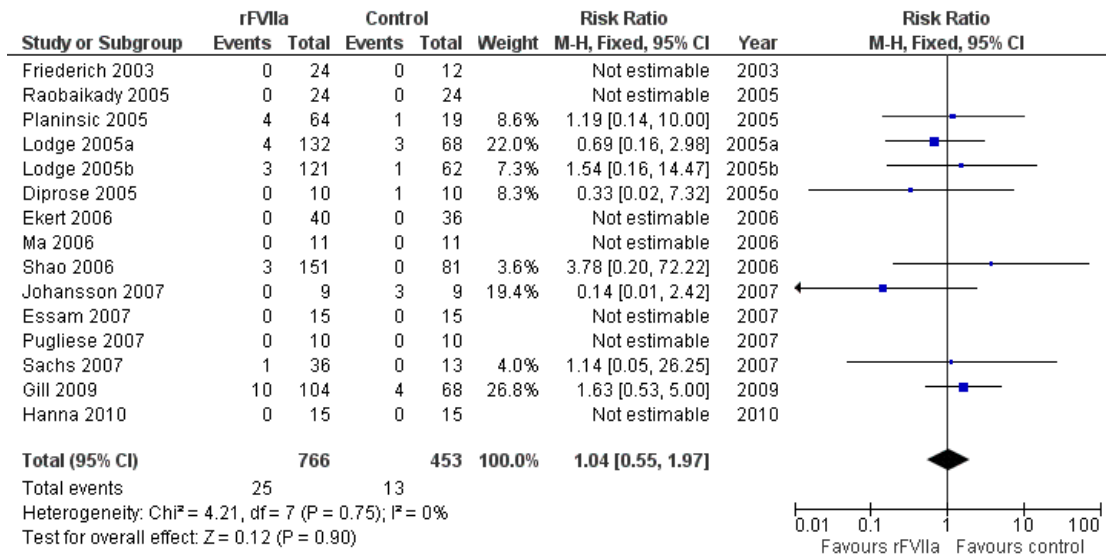 rFVIIa Control Risk Ratio Risk Ratio
Study or Subgroup Events Total Events Total Weight M-H, Fixed, 95% CI Year M-H, Fixed, 95% CI
Friederich 2003 0 24 0 12 Not estimable 2003
Raobaikady 2005 0 24 0 24 Not estimable 2005
Planinsic 2005 4 64 1 19 8.6% 1.19 [0.14, 10.00] 2005
Lodge 2005a 4 132 3 68 22.0% 0.69 [0.16, 2.98] 2005a
Lodge 2005b 3 121 1 62 7.3% 1.54 [0.16, 14.47] 2005b
Diprose 2005 0 10 1 10 8.3% 0.33 [0.02, 7.32] 2005o
Ekert 2006 0 40 0 36 Not estimable 2006
Ma 2006 0 11 0 11 Not estimable 2006
Shao 2006 3 151 0 81 3.6% 3.78 [0.20, 72.22] 2006
Johansson 2007 0 9 3 9 19.4% 0.14 [0.01, 2.42] 2007
Essam 2007 0 15 0 15 Not estimable 2007
Pugliese 2007 0 10 0 10 Not estimable 2007
Sachs 2007 1 36 0 13 4.0% 1.14 [0.05, 26.25] 2007
Gill 2009 10 104 4 68 26.8% 1.63 [0.53, 5.00] 2009
Hanna 2010 0 15 0 15 Not estimable 2010
Total (95% CI) 766 453 100.0% 1.04 [0.55, 1.97]
Total events 25 13
Heterogeneity: Chi² = 4.21, df = 7 (P = 0.75); I² = 0%
Test for overall effect: Z = 0.12 (P = 0.90)
0.01 0.1 1 10 100
Favours rFVIIa Favours control